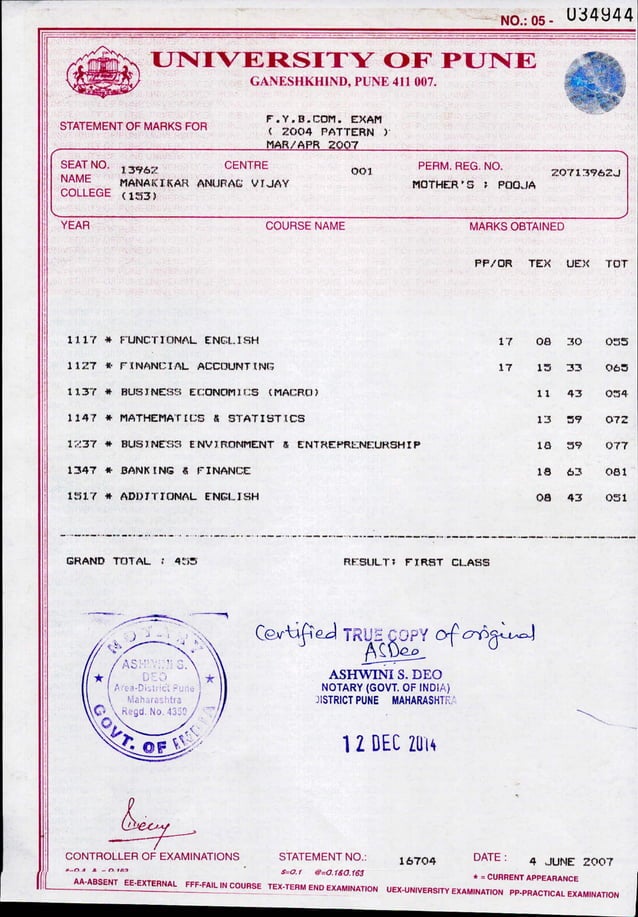 NO.: 05 - 034944
UNIVERSITY OF PUNE
GANESHKHIND, PUNE 411 007.
STATEMENT OF MARKS FOR
F.Y.B.COM. EXAM
( 2004 PATTERN )
MAR/APR 2007
SEAT NO. 13962 CENTRE 001 PERM. REG. NO. 20713962J
NAME MANAKIKAR ANURAG VIJAY MOTHER'S : POOJA
COLLEGE (153)
YEAR COURSE NAME MARKS OBTAINED
PP/OR TEX UEX TOT
1117 * FUNCTIONAL ENGLISH 17 08 30 055
1127 * FINANCIAL ACCOUNTING 17 15 33 065
1137 * BUSINESS ECONOMICS (MACRO) 11 43 054
1147 * MATHEMATICS & STATISTICS 13 59 072
1237 * BUSINESS ENVIRONMENT & ENTREPRENEURSHIP 18 59 077
1347 * BANKING & FINANCE 18 63 081
1517 * ADDITIONAL ENGLISH 08 43 051
GRAND TOTAL : 455 RESULT: FIRST CLASS
Certified TRUE COPY of original
ASDeo
ASHWINI S. DEO
NOTARY (GOVT. OF INDIA)
DISTRICT PUNE MAHARASHTRA
12 DEC 2014
NOTARY
ASHWINI S.
DEO
Area-District Pune
Maharashtra
Regd. No. 4350
GOVT. OF INDIA
CONTROLLER OF EXAMINATIONS STATEMENT NO.: 16704 DATE : 4 JUNE 2007
$=O.1 @=O.1&O.163
* = CURRENT APPEARANCE
AA-ABSENT EE-EXTERNAL FFF-FAIL IN COURSE TEX-TERM END EXAMINATION UEX-UNIVERSITY EXAMINATION PP-PRACTICAL EXAMINATION